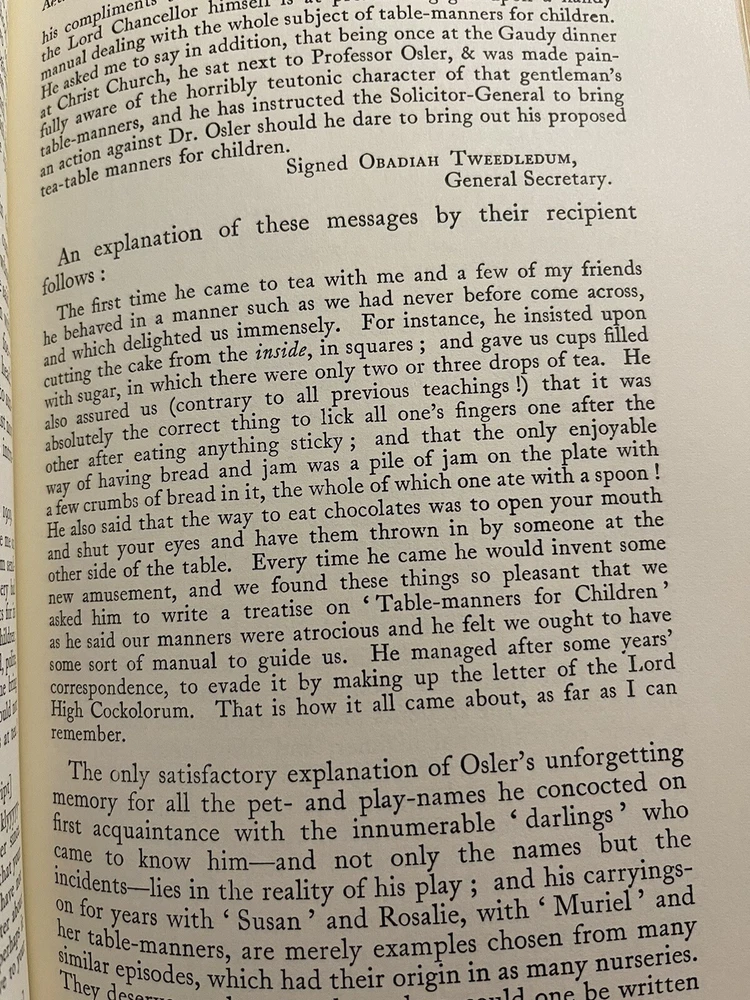 his compliments
the Lord Chancellor himself is at
manual dealing with the whole subject of table-manners for children.
He asked me to say in addition, that being once at the Gaudy dinner
at Christ Church, he sat next to Professor Osler, & was made pain-
fully aware of the horribly teutonic character of that gentleman's
table-manners, and he has instructed the Solicitor-General to bring
an action against Dr. Osler should he dare to bring out his proposed
tea-table manners for children.
Signed OBADIAH TWEEDLEDUM,
General Secretary.
An explanation of these messages by their recipient
follows :
The first time he came to tea with me and a few of my friends
he behaved in a manner such as we had never before come across,
and which delighted us immensely. For instance, he insisted upon
cutting the cake from the inside, in squares ; and gave us cups filled
with sugar, in which there were only two or three drops of tea. He
also assured us (contrary to all previous teachings !) that it was
absolutely the correct thing to lick all one's fingers one after the
other after eating anything sticky ; and that the only enjoyable
way of having bread and jam was a pile of jam on the plate with
a few crumbs of bread in it, the whole of which one ate with a spoon !
He also said that the way to eat chocolates was to open your mouth
and shut your eyes and have them thrown in by someone at the
other side of the table. Every time he came he would invent some
new amusement, and we found these things so pleasant that we
asked him to write a treatise on ‘ Table-manners for Children ’
as he said our manners were atrocious and he felt we ought to have
some sort of manual to guide us. He managed after some years’
correspondence, to evade it by making up the letter of the Lord
High Cockolorum. That is how it all came about, as far as I can
remember.
The only satisfactory explanation of Osler's unforgetting
memory for all the pet- and play-names he concocted on
first acquaintance with the innumerable ‘ darlings ’ who
came to know him—and not only the names but the
incidents—lies in the reality of his play ; and his carryings-
on for years with ‘ Susan ’ and Rosalie, with ‘ Muriel ’ and
her table-manners, are merely examples chosen from many
similar episodes, which had their origin in as many nurseries.
They one be written